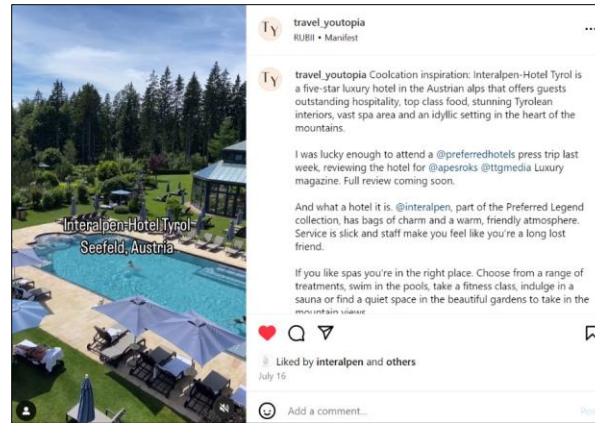 travel_youtopia
RUBII • Manifest
travel_youtopia Coolcation inspiration: Interalpen-Hotel Tyrol is
a five-star luxury hotel in the Austrian alps that offers guests
outstanding hospitality, top class food, stunning Tyrolean
interiors, vast spa area and an idyllic setting in the heart of the
mountains.
I was lucky enough to attend a @preferredhotels press trip last
week, reviewing the hotel for @apesroks @ttgmedia Luxury
magazine. Full review coming soon.
And what a hotel it is. @interalpen, part of the Preferred Legend
collection, has bags of charm and a warm, friendly atmosphere.
Service is slick and staff make you feel like you're a long lost
friend.
If you like spas you're in the right place. Choose from a range of
treatments, swim in the pools, take a fitness class, indulge in a
sauna or find a quiet space in the beautiful gardens to take in the
mountain views
Liked by interalpen and others
July 16
Add a comment...
Post
Interalpen-Hotel Tyrol
Seefeld, Austria
TY
TY